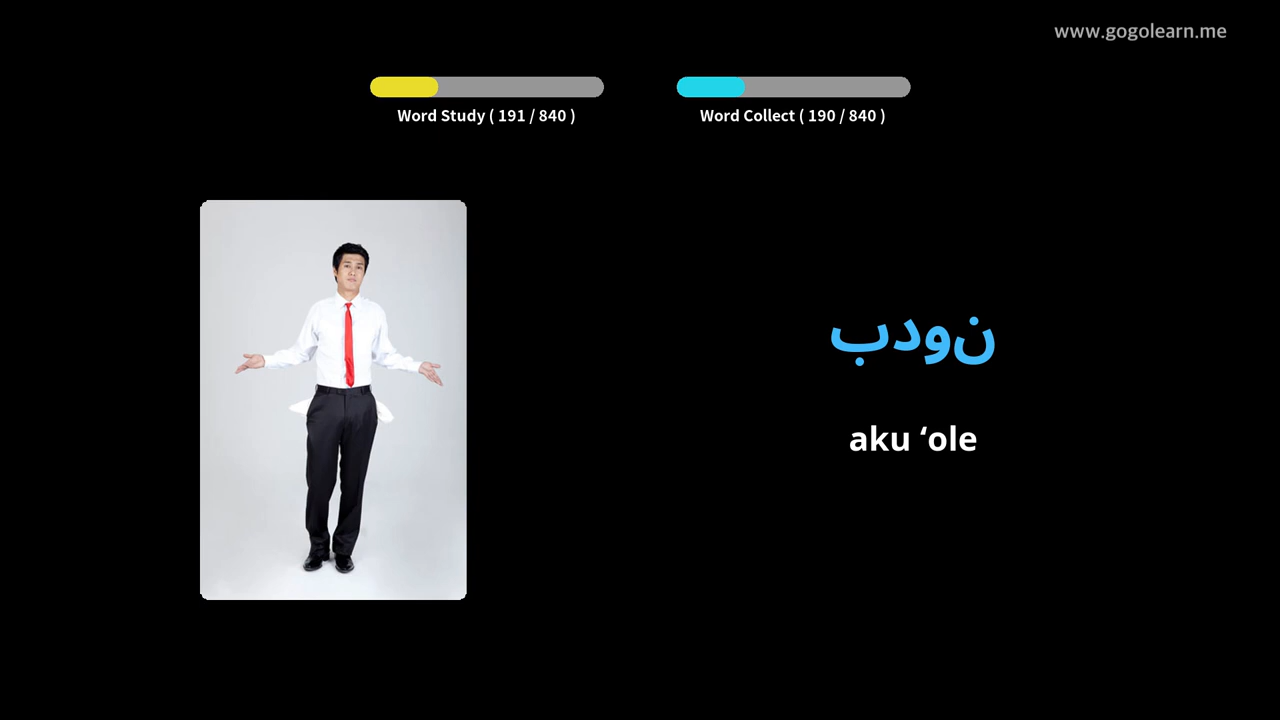 www.gogolearn.me
Word Study ( 191 / 840 )
Word Collect ( 190 / 840 )
بدون
aku ‘ole